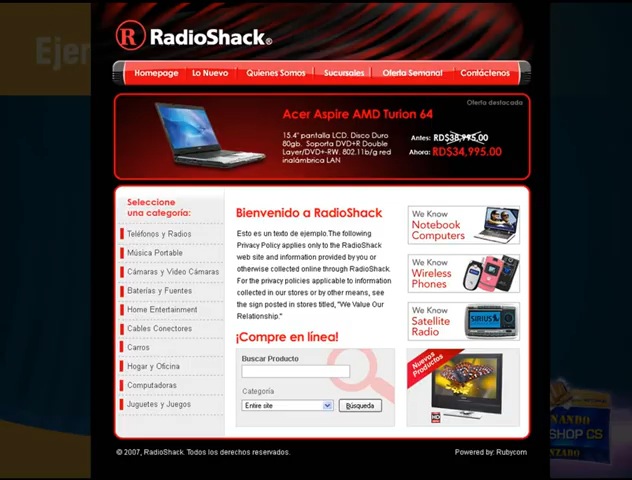 Ejem
R RadioShack®
Homepage Lo Nuevo Quienes Somos Sucursales Oferta Semanal Contáctenos
Oferta destacada
Acer Aspire AMD Turion 64
15.4" pantalla LCD. Disco Duro
80gb. Soporta DVD+R Double
Layer/DVD+-RW. 802.11b/g red
inalámbrica LAN
Antes: RD$38,995.00
Ahora: RD$34,995.00
Seleccione
una categoría:
Teléfonos y Radios
Música Portable
Cámaras y Video Cámaras
Baterías y Fuentes
Home Entertainment
Cables Conectores
Carros
Hogar y Oficina
Computadoras
Juguetes y Juegos
Bienvenido a RadioShack
Esto es un texto de ejemplo.The following
Privacy Policy applies only to the RadioShack
web site and information provided by you or
otherwise collected online through RadioShack.
For the privacy policies applicable to information
collected in our stores or by other means, see
the sign posted in stores titled, "We Value Our
Relationship."
¡Compre en línea!
Buscar Producto
Categoría
Entire site
Búsqueda
We Know
Notebook
Computers
We Know
Wireless
Phones
We Know
Satellite
Radio
SIRIUS
Nuevos
Productos
HD
NANDO
SHOP CS
NZARO
© 2007, RadioShack. Todos los derechos reservados.
Powered by: Rubycom